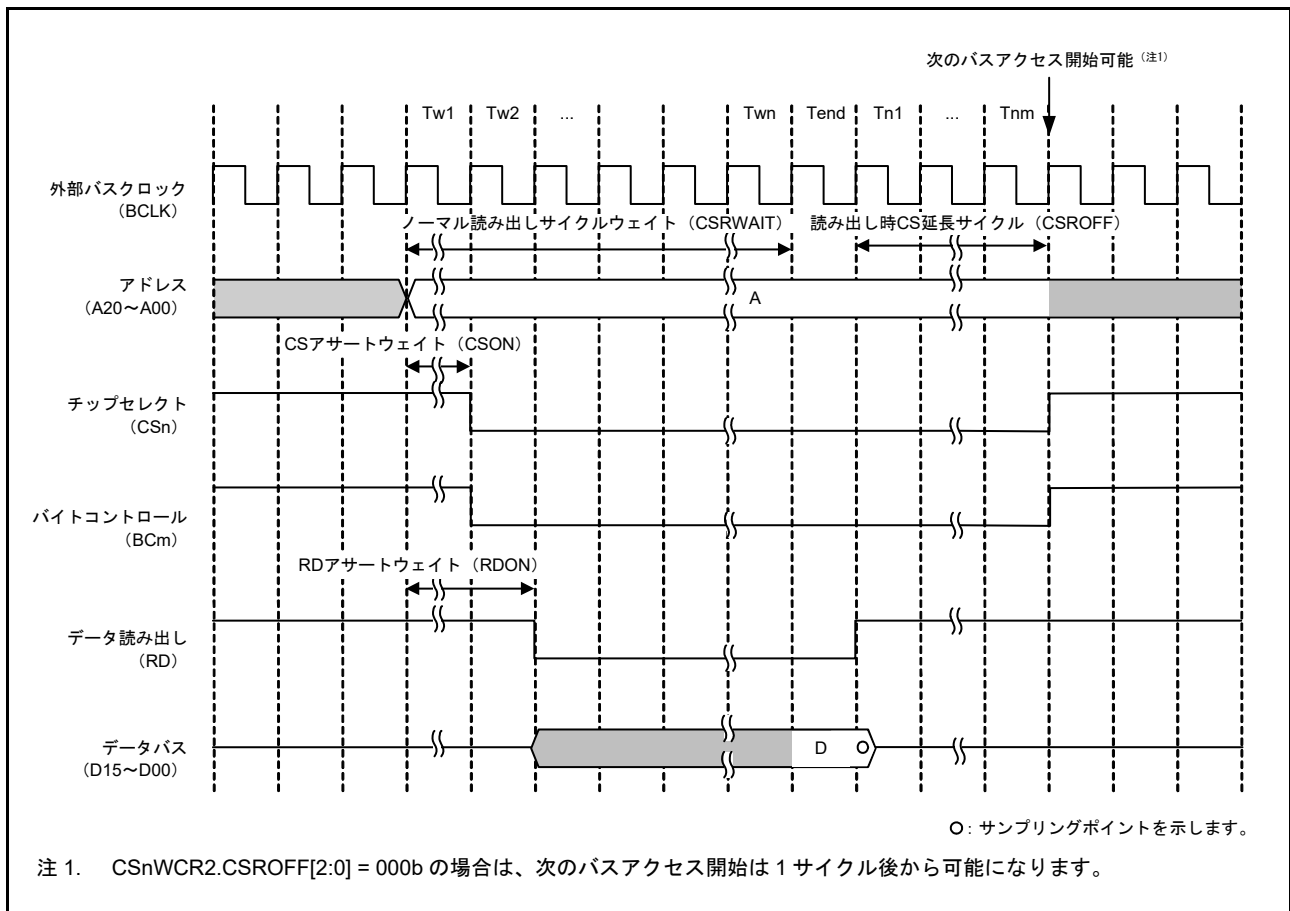 次のバスアクセス開始可能（注1）
Tw1 Tw2 ... Twn Tend Tn1 ... Tnm
外部バスクロック
（BCLK）
ノーマル読み出しサイクルウェイト（CSRWAIT）
読み出し時CS延長サイクル（CSROFF）
アドレス
（A20～A00）
A
CSアサートウェイト（CSON）
チップセレクト
（CSn）
バイトコントロール
（BCm）
RDアサートウェイト（RDON）
データ読み出し
（RD）
データバス
（D15～D00）
D
O : サンプリングポイントを示します。
注 1. CSnWCR2.CSROFF[2:0] = 000b の場合は、次のバスアクセス開始は 1 サイクル後から可能になります。